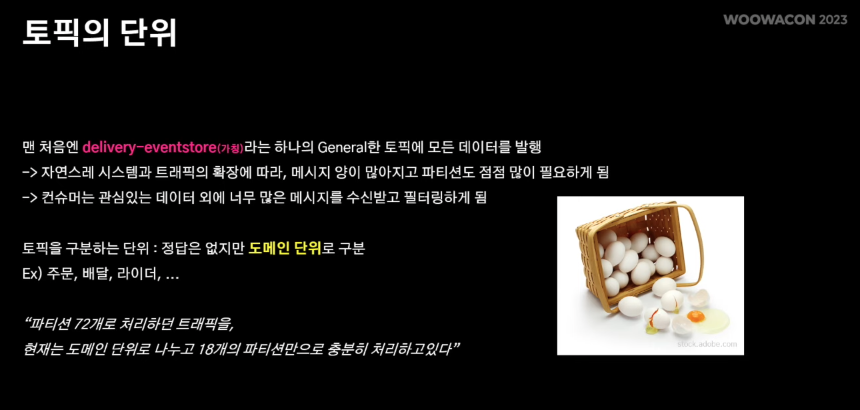 토픽의 단위
WOOWACON 2023
맨 처음엔 delivery-eventstore(가칭)라는 하나의 General한 토픽에 모든 데이터를 발행
-> 자연스레 시스템과 트래픽의 확장에 따라, 메시지 양이 많아지고 파티션도 점점 많이 필요하게 됨
-> 컨슈머는 관심있는 데이터 외에 너무 많은 메시지를 수신받고 필터링하게 됨
토픽을 구분하는 단위 : 정답은 없지만 도메인 단위로 구분
Ex) 주문, 배달, 라이더, ...
“파티션 72개로 처리하던 트래픽을,
현재는 도메인 단위로 나누고 18개의 파티션만으로 충분히 처리하고있다”
stock.adobe.com